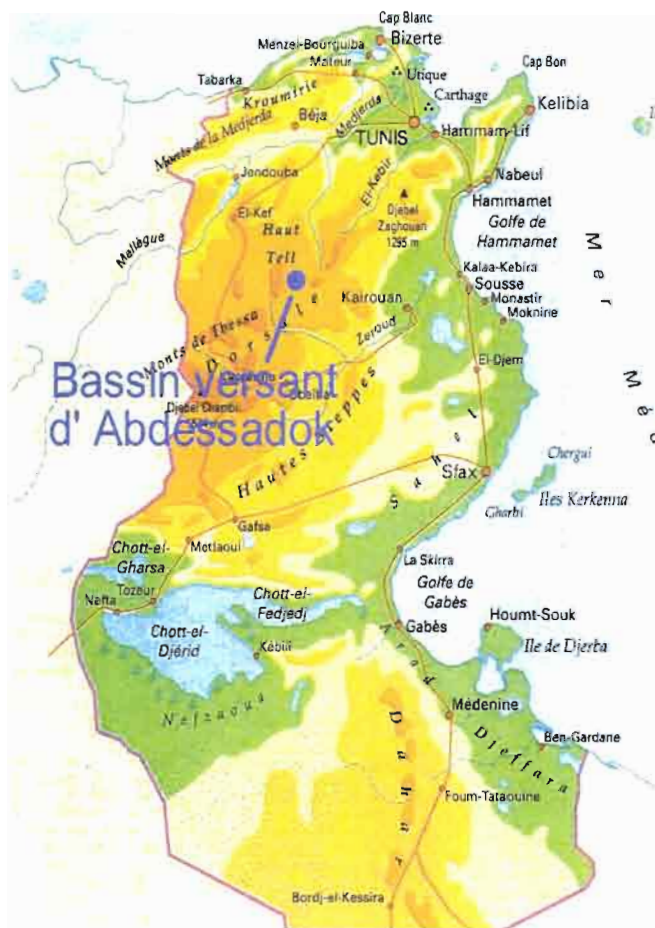 Cap Blanc
Bizerte
Menzel-Bourguiba
Mateur
Utique
Cap Bon
Tabarka
Kroumirie
Carthage
Kelibia
Béja
Medjerda
TUNIS
Hammam-Lif
Monts de la Medjerda
Jendouba
El-Kebir
Nabeul
El-Kef
Djebel
Zaghouan
1295 m
Hammamet
Golfe de
Hammamet
Haut
Tell
Mellègue
Mer
Kalaa-Kebira
Sousse
Kairouan
Monastir
Moknine
Zeroud
Monts de Tbessa
Dorsale
El-Djem
Bassin versant
d' Abdessadok
Djebel Chambi
Hautes Steppes
Sahel
Sfax
Chergui
Iles Kerkenna
Gharbi
Gafsa
Metlaoui
Chott-el-
Gharsa
La Skirra
Golfe de
Gabès
Tozeur
Nefta
Chott-el-
Fedjedj
Chott-el-
Djérid
Kébili
Gabès
Houmt-Souk
Ile de Djerba
Arad
Nefzaoua
Médenine
Ben-Gardane
Djeffara
Dahar
Foum-Tataouine
Bordj-el-Kessira